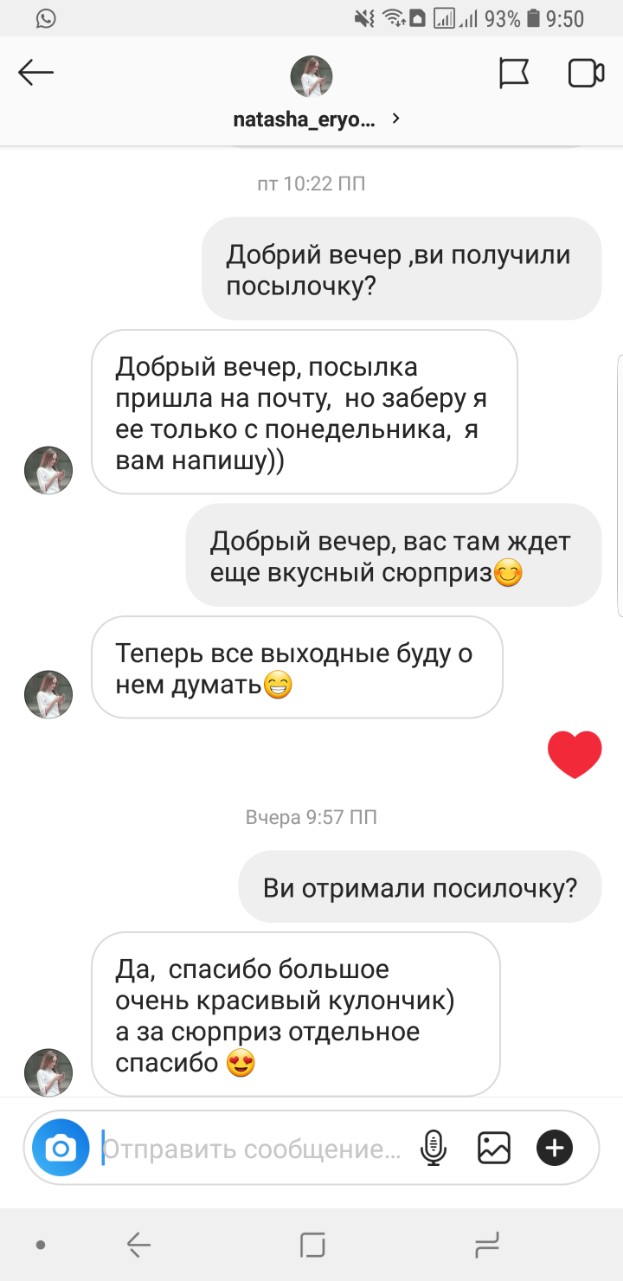 93% 9:50
natasha_eryo...
пт 10:22 ПП
Добрий вечер ,ви получили
посылочку?
Добрый вечер, посылка
пришла на почту, но заберу я
ее только с понедельника, я
вам напишу))
Добрый вечер, вас там ждет
еще вкусный сюрприз😊
Теперь все выходные буду о
нем думать😁
Вчера 9:57 ПП
Ви отримали посилочку?
Да, спасибо большое
очень красивый кулончик)
а за сюрприз отдельное
спасибо 😍
Отправить сообщение...